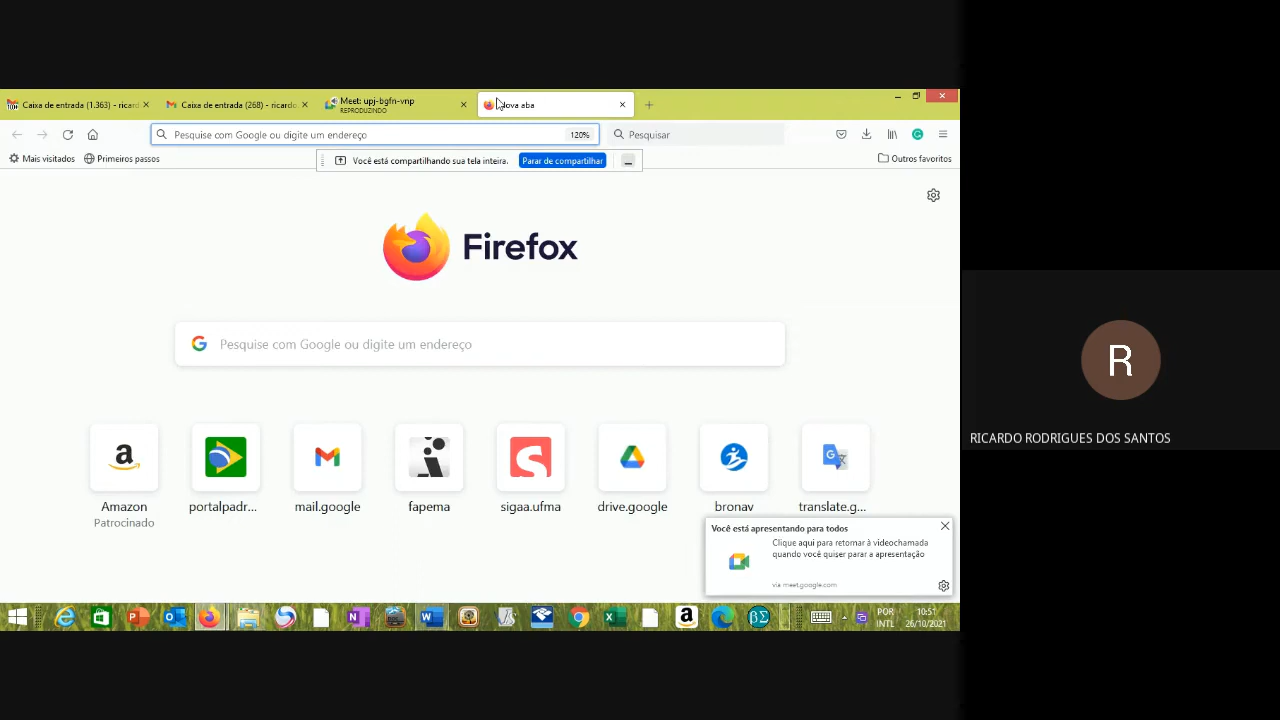 Caixa de entrada (1.363) - ricard
Caixa de entrada (268) - ricardo.
Meet: upj-bgfn-vnp
REPRODUZINDO
Nova aba
Pesquise com Google ou digite um endereço
120%
Pesquisar
Mais visitados
Primeiros passos
Você está compartilhando sua tela inteira.
Parar de compartilhar
Outros favoritos
Firefox
Pesquise com Google ou digite um endereço
Amazon
Patrocinado
portalpadr...
mail.google
fapema
sigaa.ufma
drive.google
bronav
translate.g...
Você está apresentando para todos
Clique aqui para retornar à videochamada
quando você quiser parar a apresentação
via meet.google.com
POR
INTL
10:51
26/10/2021
R
RICARDO RODRIGUES DOS SANTOS